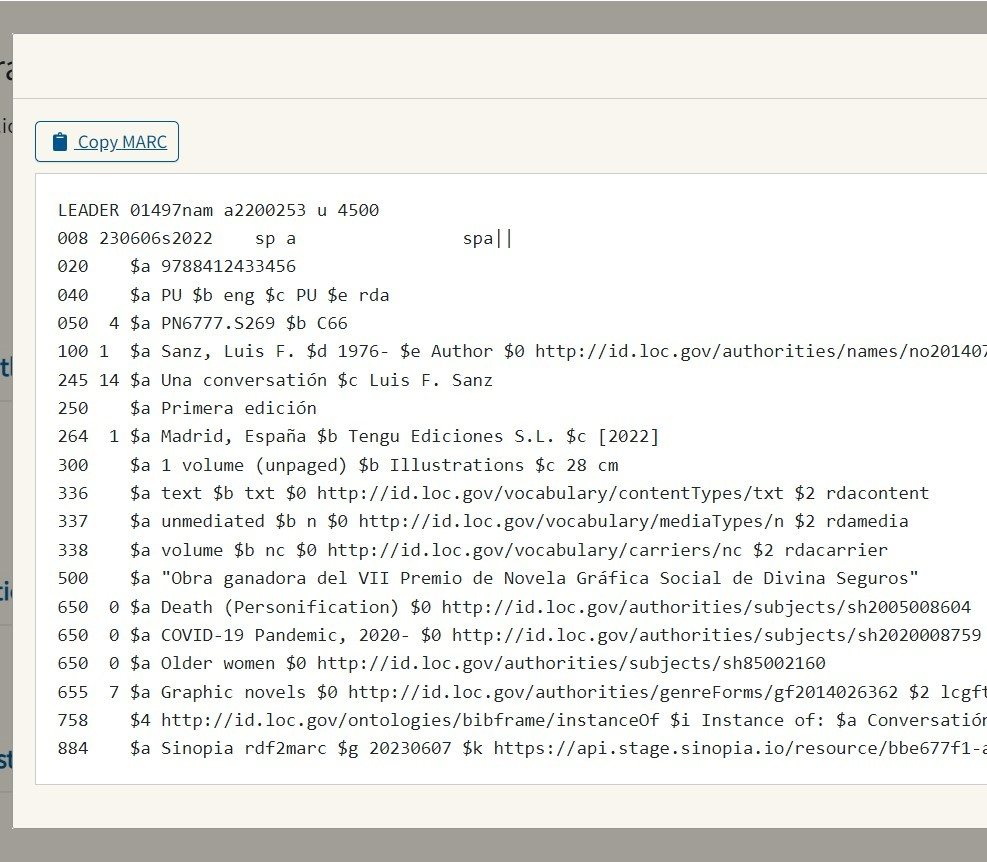 Copy MARC
LEADER 01497nam a2200253 u 4500
008 230606s2022    sp a                spa||
020    $a 9788412433456
040    $a PU $b eng $c PU $e rda
050  4 $a PN6777.S269 $b C66
100 1  $a Sanz, Luis F. $d 1976- $e Author $0 http://id.loc.gov/authorities/names/no201407
245 14 $a Una conversatión $c Luis F. Sanz
250    $a Primera edición
264  1 $a Madrid, España $b Tengu Ediciones S.L. $c [2022]
300    $a 1 volume (unpaged) $b Illustrations $c 28 cm
336    $a text $b txt $0 http://id.loc.gov/vocabulary/contentTypes/txt $2 rdacontent
337    $a unmediated $b n $0 http://id.loc.gov/vocabulary/mediaTypes/n $2 rdamedia
338    $a volume $b nc $0 http://id.loc.gov/vocabulary/carriers/nc $2 rdacarrier
500    $a "Obra ganadora del VII Premio de Novela Gráfica Social de Divina Seguros"
650  0 $a Death (Personification) $0 http://id.loc.gov/authorities/subjects/sh2005008604
650  0 $a COVID-19 Pandemic, 2020- $0 http://id.loc.gov/authorities/subjects/sh2020008759
650  0 $a Older women $0 http://id.loc.gov/authorities/subjects/sh85002160
655  7 $a Graphic novels $0 http://id.loc.gov/authorities/genreForms/gf2014026362 $2 lcgft
758    $4 http://id.loc.gov/ontologies/bibframe/instanceOf $i Instance of: $a Conversatión
884    $a Sinopia rdf2marc $g 20230607 $k https://api.stage.sinopia.io/resource/bbe677f1-a